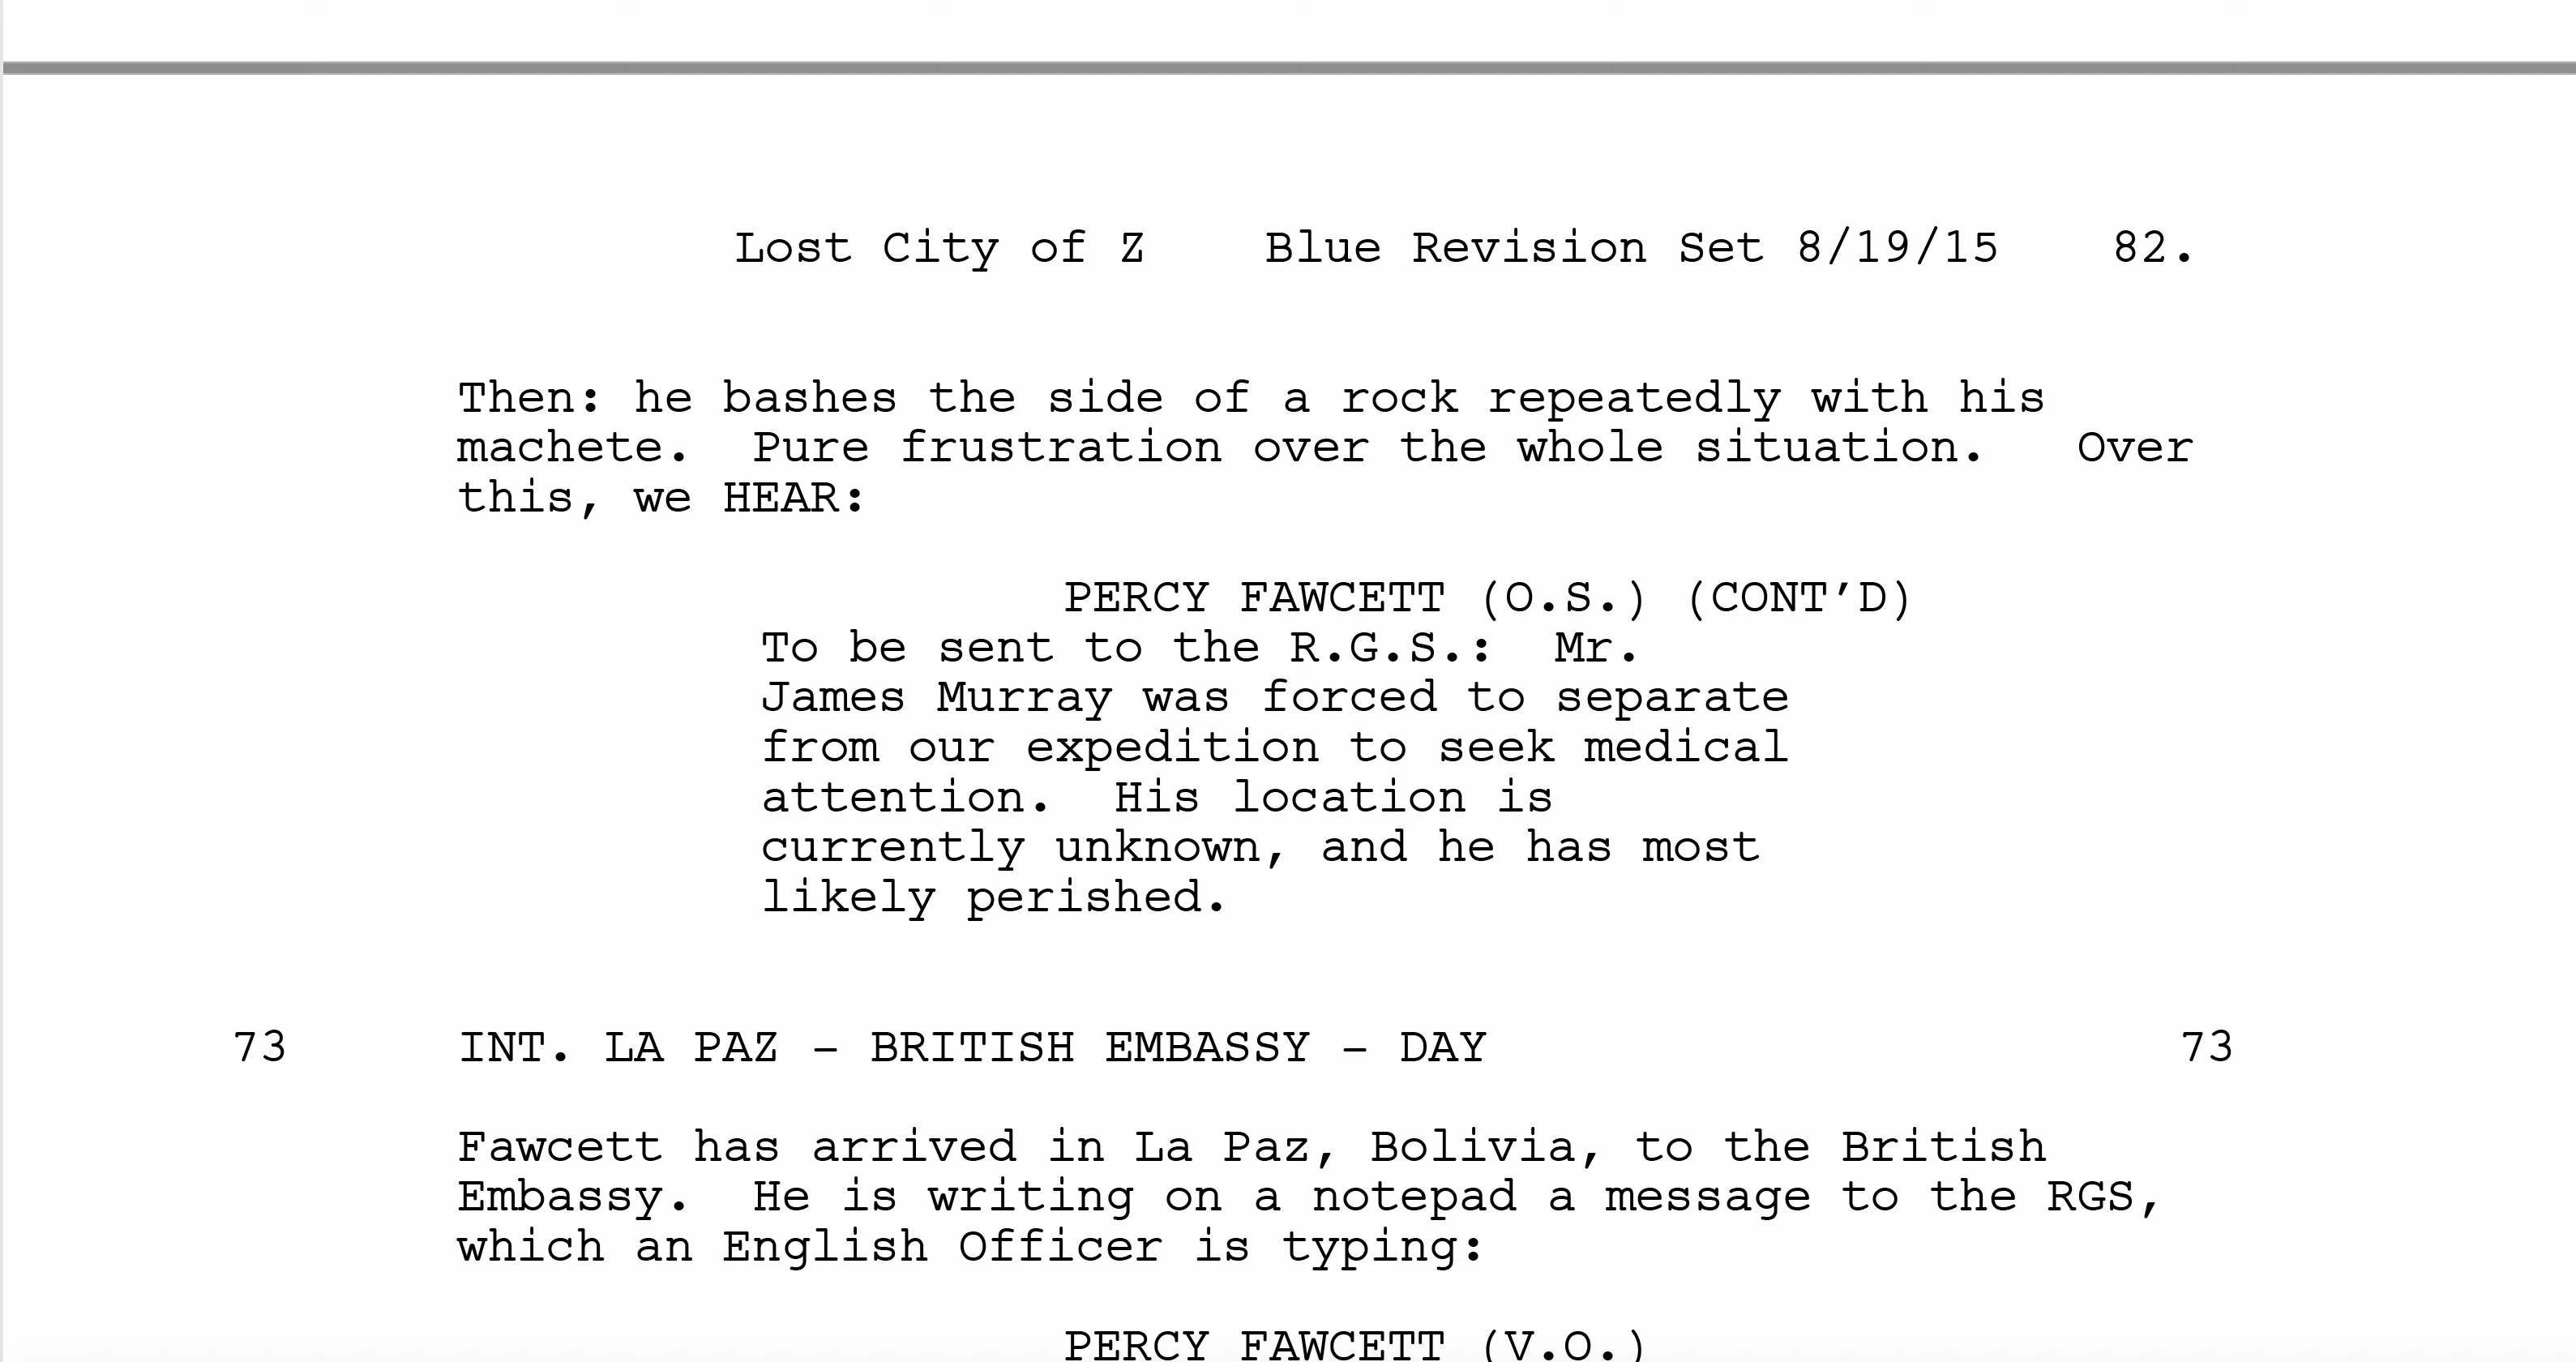 Lost City of Z    Blue Revision Set 8/19/15    82.
Then: he bashes the side of a rock repeatedly with his
machete.  Pure frustration over the whole situation.   Over
this, we HEAR:
PERCY FAWCETT (O.S.) (CONT’D)
To be sent to the R.G.S.:  Mr.
James Murray was forced to separate
from our expedition to seek medical
attention.  His location is
currently unknown, and he has most
likely perished.
73    INT. LA PAZ – BRITISH EMBASSY – DAY    73
Fawcett has arrived in La Paz, Bolivia, to the British
Embassy.  He is writing on a notepad a message to the RGS,
which an English Officer is typing:
PERCY FAWCETT (V.O.)